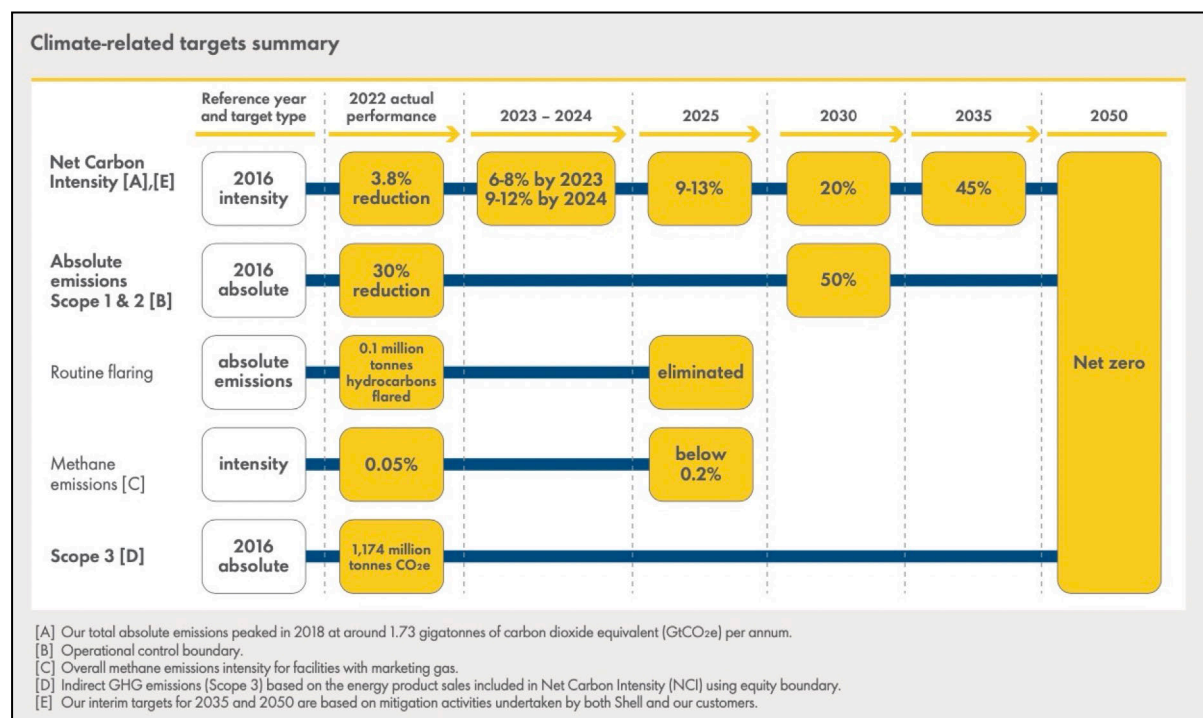 Climate-related targets summary
Reference year
and target type
2022 actual
performance
2023 – 2024
2025
2030
2035
2050
Net Carbon
Intensity [A],[E]
2016
intensity
3.8%
reduction
6-8% by 2023
9-12% by 2024
9-13%
20%
45%
Absolute
emissions
Scope 1 & 2 [B]
2016
absolute
30%
reduction
50%
Routine flaring
absolute
emissions
0.1 million
tonnes
hydrocarbons
flared
eliminated
Net zero
Methane
emissions [C]
intensity
0.05%
below
0.2%
Scope 3 [D]
2016
absolute
1,174 million
tonnes CO₂e
[A] Our total absolute emissions peaked in 2018 at around 1.73 gigatonnes of carbon dioxide equivalent (GtCO₂e) per annum.
[B] Operational control boundary.
[C] Overall methane emissions intensity for facilities with marketing gas.
[D] Indirect GHG emissions (Scope 3) based on the energy product sales included in Net Carbon Intensity (NCI) using equity boundary.
[E] Our interim targets for 2035 and 2050 are based on mitigation activities undertaken by both Shell and our customers.